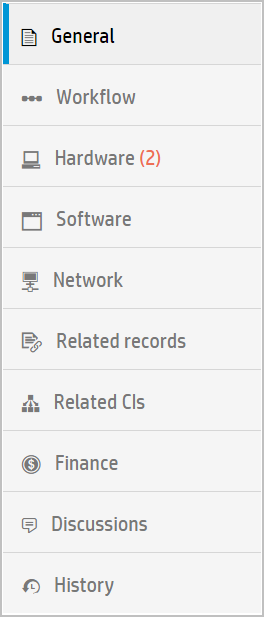 General
Workflow
Hardware (2)
Software
Network
Related records
Related CIs
Finance
Discussions
History